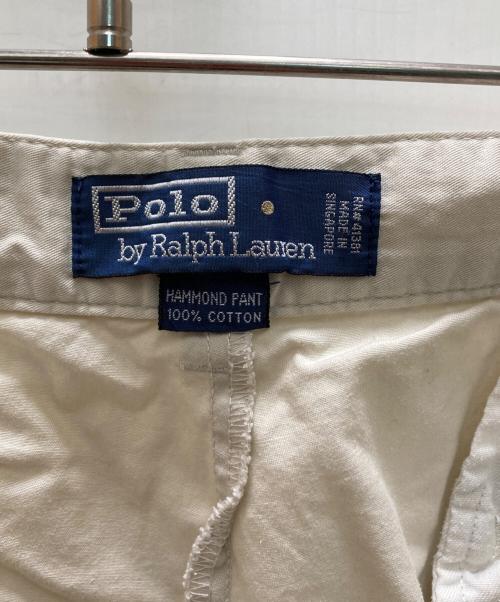 Polo
by Ralph Lauren
RN# 41381
MADE IN
SINGAPORE
HAMMOND PANT
100% COTTON